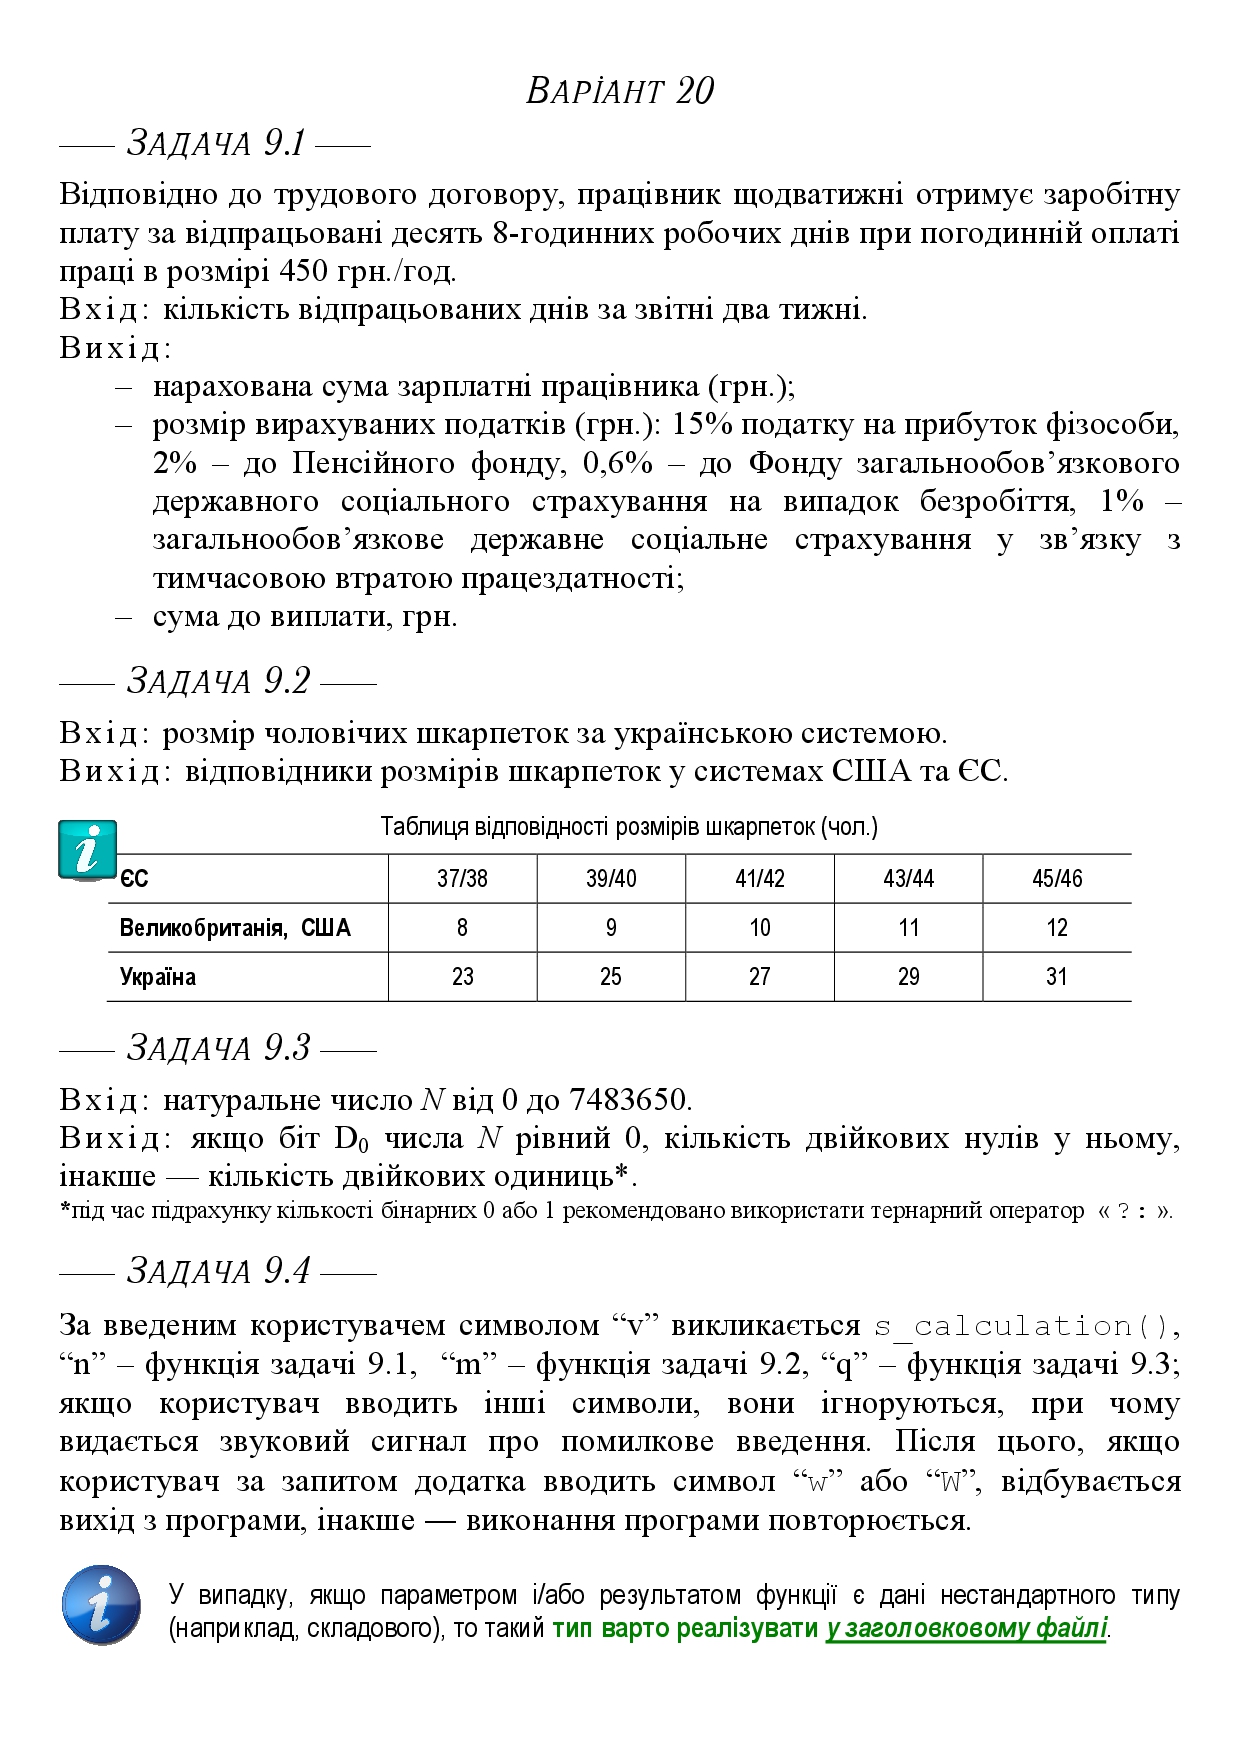 ВАРІАНТ 20
ЗАДАЧА 9.1
Відповідно до трудового договору, працівник щодватижні отримує заробітну
плату за відпрацьовані десять 8-годинних робочих днів при погодинній оплаті
праці в розмірі 450 грн./год.
Вхід: кількість відпрацьованих днів за звітні два тижні.
Вихід:
– нарахована сума зарплатні працівника (грн.);
– розмір вирахуваних податків (грн.): 15% податку на прибуток фізособи,
2% – до Пенсійного фонду, 0,6% – до Фонду загальнообов’язкового
державного соціального страхування на випадок безробіття, 1% –
загальнообов’язкове державне соціальне страхування у зв’язку з
тимчасовою втратою працездатності;
– сума до виплати, грн.
ЗАДАЧА 9.2
Вхід: розмір чоловічих шкарпеток за українською системою.
Вихід: відповідники розмірів шкарпеток у системах США та ЄС.
Таблиця відповідності розмірів шкарпеток (чол.)
ЄС 37/38 39/40 41/42 43/44 45/46
Великобританія, США 8 9 10 11 12
Україна 23 25 27 29 31
ЗАДАЧА 9.3
Вхід: натуральне число N від 0 до 7483650.
Вихід: якщо біт D0 числа N рівний 0, кількість двійкових нулів у ньому,
інакше — кількість двійкових одиниць*.
*під час підрахунку кількості бінарних 0 або 1 рекомендовано використати тернарний оператор « ? : ».
ЗАДАЧА 9.4
За введеним користувачем символом “v” викликається s_calculation(),
“n” – функція задачі 9.1, “m” – функція задачі 9.2, “q” – функція задачі 9.3;
якщо користувач вводить інші символи, вони ігноруються, при чому
видається звуковий сигнал про помилкове введення. Після цього, якщо
користувач за запитом додатка вводить символ “w” або “W”, відбувається
вихід з програми, інакше — виконання програми повторюється.
У випадку, якщо параметром і/або результатом функції є дані нестандартного типу
(наприклад, складового), то такий тип варто реалізувати у заголовковому файлі.